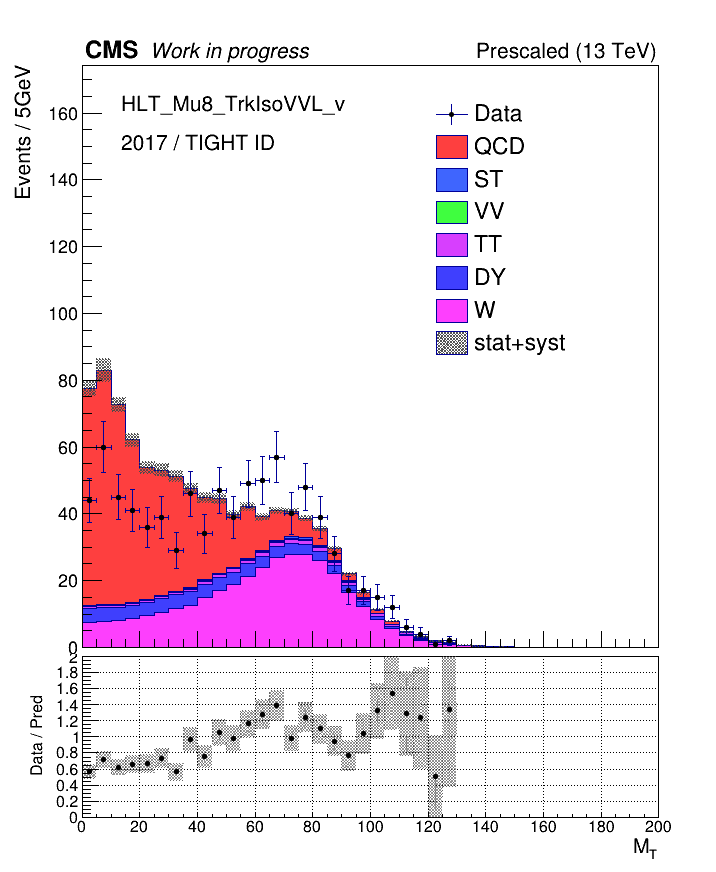 CMS Work in progress Prescaled (13 TeV)
Events / 5GeV
HLT_Mu8_TrkIsoVVL_v
2017 / TIGHT ID
Data
QCD
ST
VV
TT
DY
W
stat+syst
160
140
120
100
80
60
40
20
0
Data / Pred
2
1.8
1.6
1.4
1.2
1
0.8
0.6
0.4
0.2
0
0 20 40 60 80 100 120 140 160 180 200
M_T